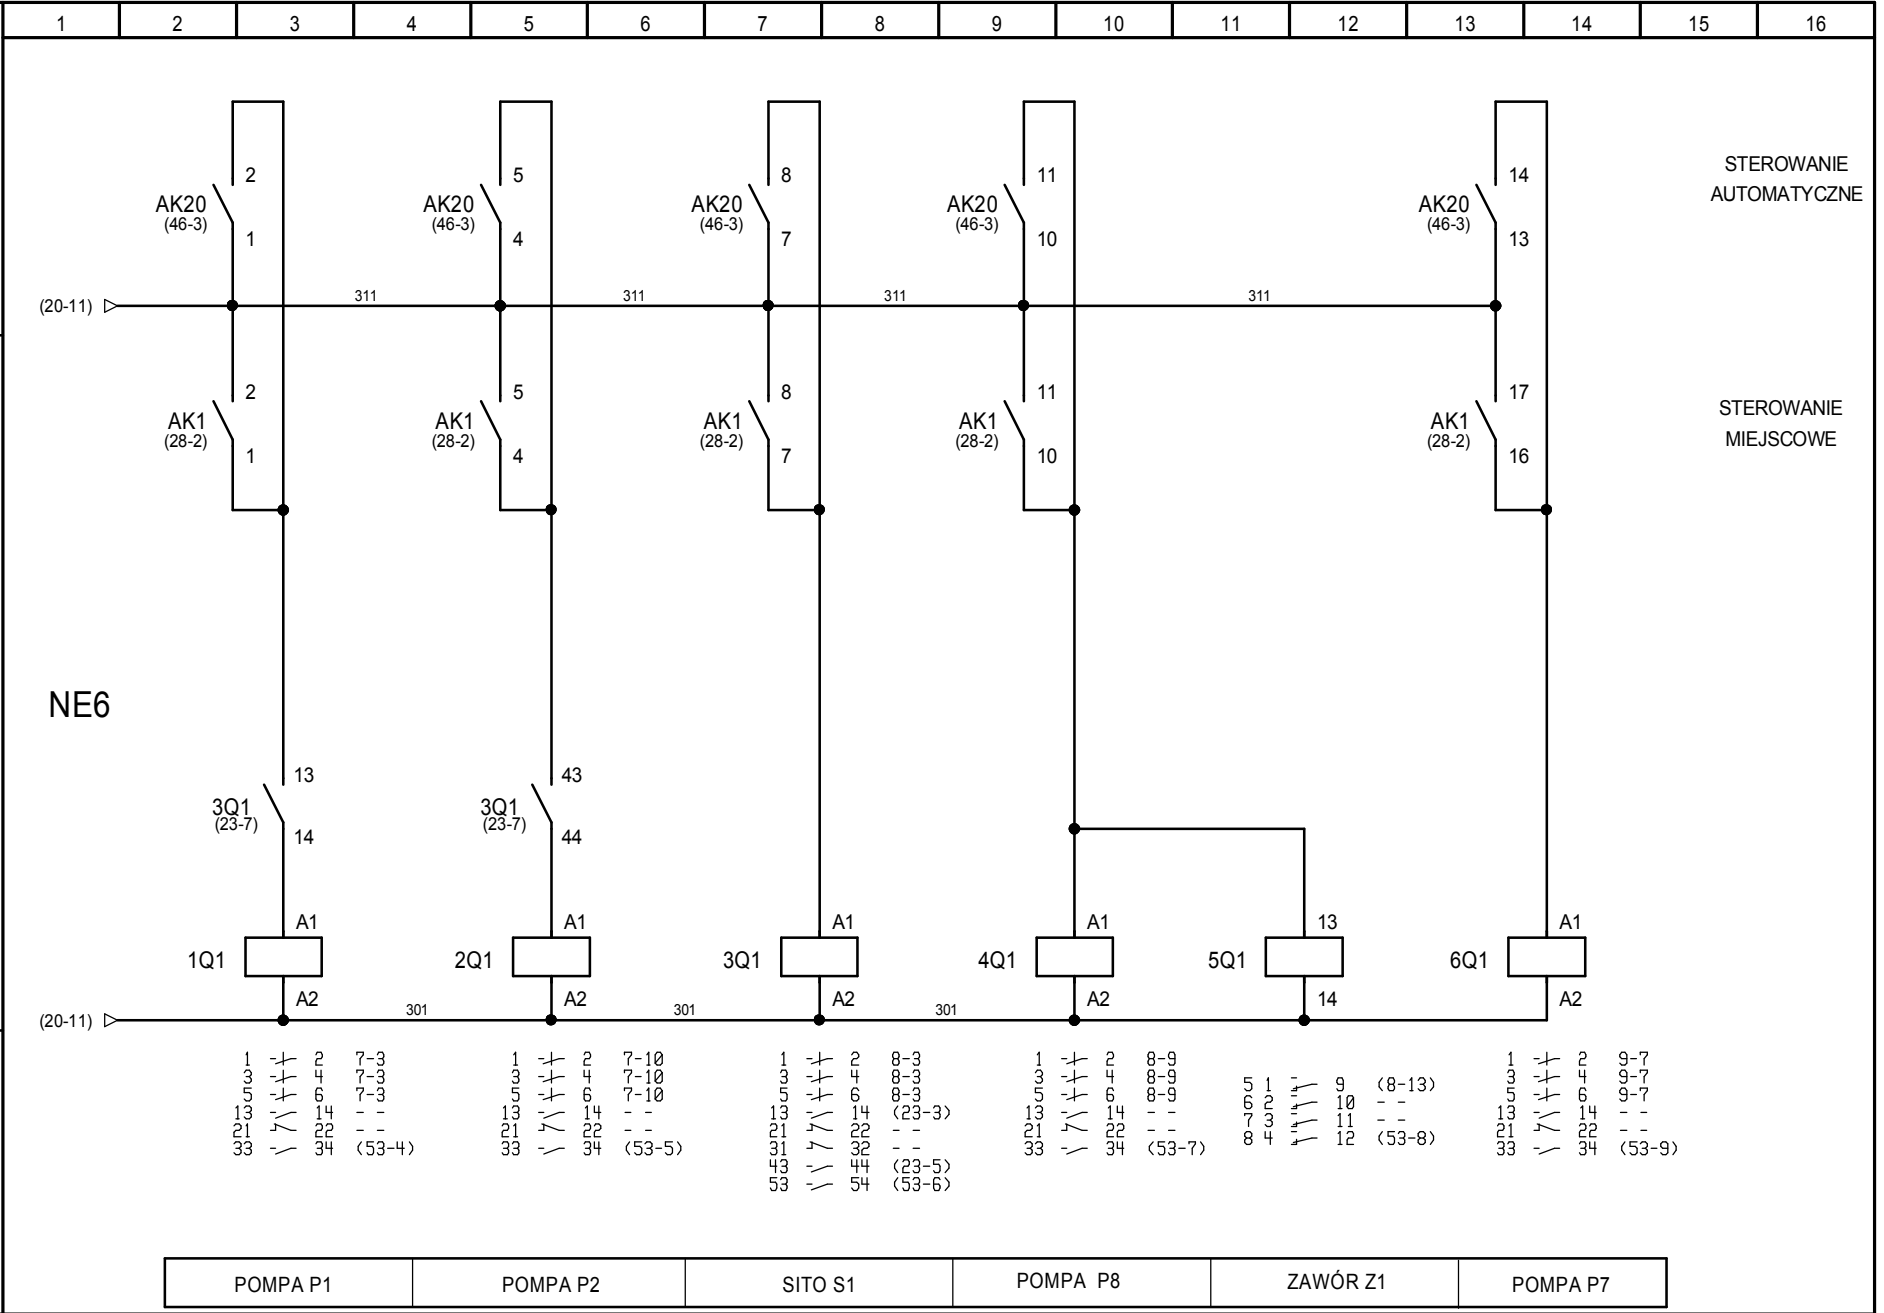 1 2 3 4 5 6 7 8 9 10 11 12 13 14 15 16
2 5 8 11 14
STEROWANIE
AUTOMATYCZNE
AK20 AK20 AK20 AK20 AK20
(46-3) (46-3) (46-3) (46-3) (46-3)
1 4 7 10 13
(20-11) 311 311 311 311
2 5 8 11 17
STEROWANIE
MIEJSCOWE
AK1 AK1 AK1 AK1 AK1
(28-2) (28-2) (28-2) (28-2) (28-2)
1 4 7 10 16
NE6
13 43
3Q1 3Q1
(23-7) (23-7)
14 44
A1 A1 A1 A1 13 A1
1Q1 2Q1 3Q1 4Q1 5Q1 6Q1
A2 A2 A2 A2 14 A2
(20-11) 301 301 301
1 2 7-3
3 4 7-3
5 6 7-3
13 14 - -
21 22 - -
33 34 (53-4)
1 2 7-10
3 4 7-10
5 6 7-10
13 14 - -
21 22 - -
33 34 (53-5)
1 2 8-3
3 4 8-3
5 6 8-3
13 14 (23-3)
21 22 - -
31 32 - -
43 44 (23-5)
53 54 (53-6)
1 2 8-9
3 4 8-9
5 6 8-9
13 14 - -
21 22 - -
33 34 (53-7)
5 1 9 (8-13)
6 2 10 - -
7 3 11 - -
8 4 12 (53-8)
1 2 9-7
3 4 9-7
5 6 9-7
13 14 - -
21 22 - -
33 34 (53-9)
POMPA P1 POMPA P2 SITO S1 POMPA P8 ZAWÓR Z1 POMPA P7